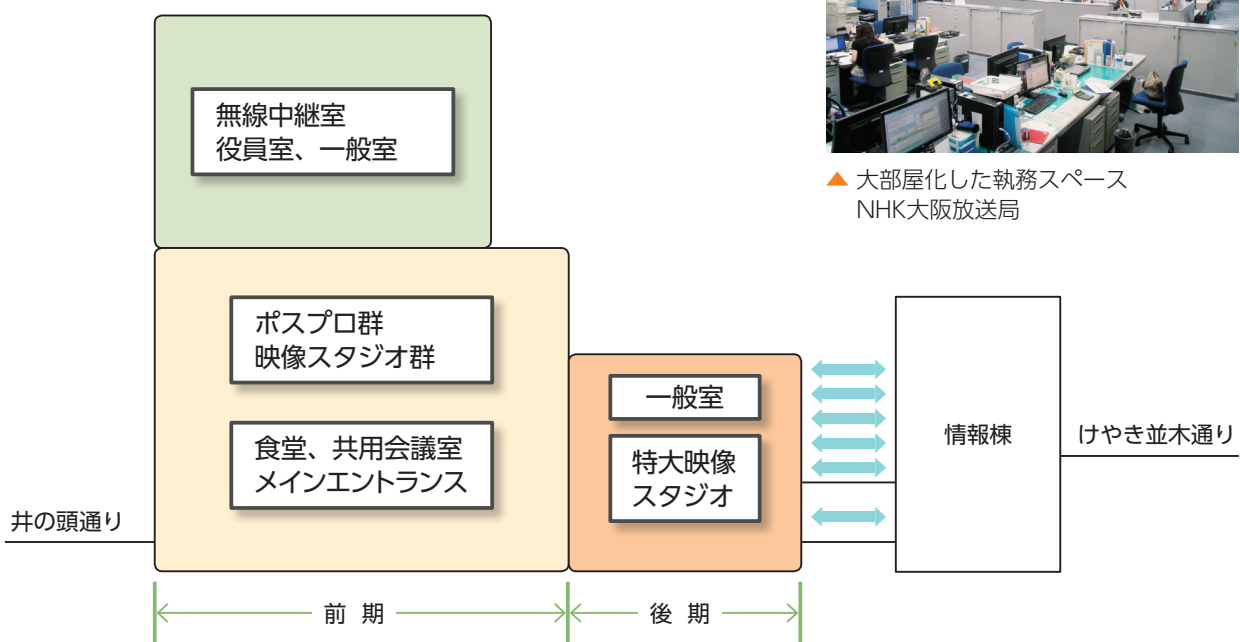 無線中継室
役員室、一般室
▲ 大部屋化した執務スペース
NHK大阪放送局
ポスプロ群
映像スタジオ群
食堂、共用会議室
メインエントランス
一般室
特大映像
スタジオ
情報棟
けやき並木通り
井の頭通り
前 期
後 期